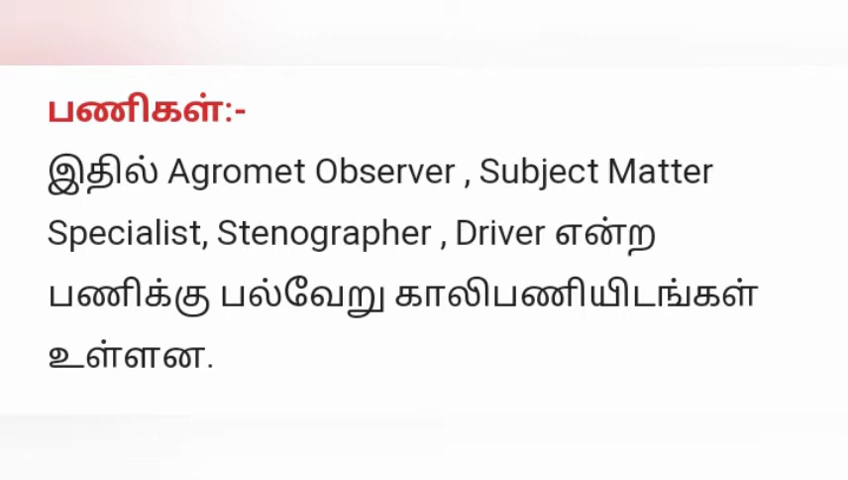 பணிகள்:-
இதில் Agromet Observer , Subject Matter
Specialist, Stenographer , Driver என்ற
பணிக்கு பல்வேறு காலிபணியிடங்கள்
உள்ளன.